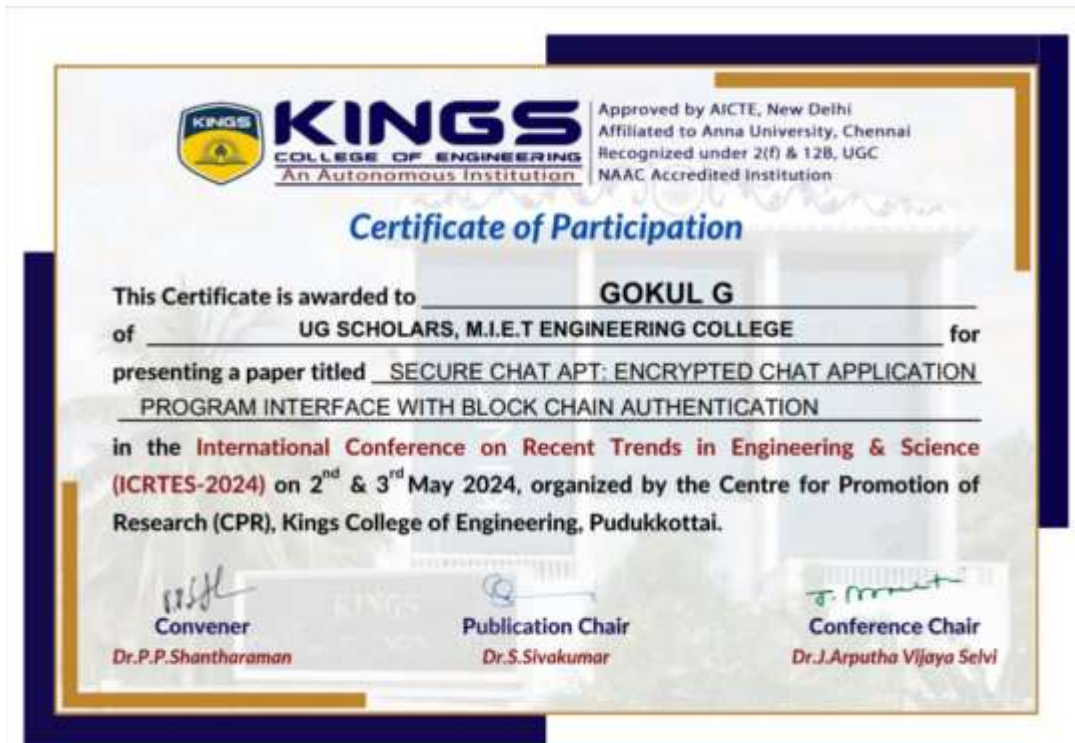 KINGS
KINGS
COLLEGE OF ENGINEERING
An Autonomous Institution
Approved by AICTE, New Delhi
Affiliated to Anna University, Chennai
Recognized under 2(f) & 12B, UGC
NAAC Accredited Institution
Certificate of Participation
This Certificate is awarded to GOKUL G
of UG SCHOLARS, M.I.E.T ENGINEERING COLLEGE for
presenting a paper titled SECURE CHAT APT: ENCRYPTED CHAT APPLICATION
PROGRAM INTERFACE WITH BLOCK CHAIN AUTHENTICATION
in the International Conference on Recent Trends in Engineering & Science
(ICRTES-2024) on 2nd & 3rd May 2024, organized by the Centre for Promotion of
Research (CPR), Kings College of Engineering, Pudukkottai.
KINGS
Convener
Dr.P.P.Shantharaman
Publication Chair
Dr.S.Sivakumar
Conference Chair
Dr.J.Arputha Vijaya Selvi